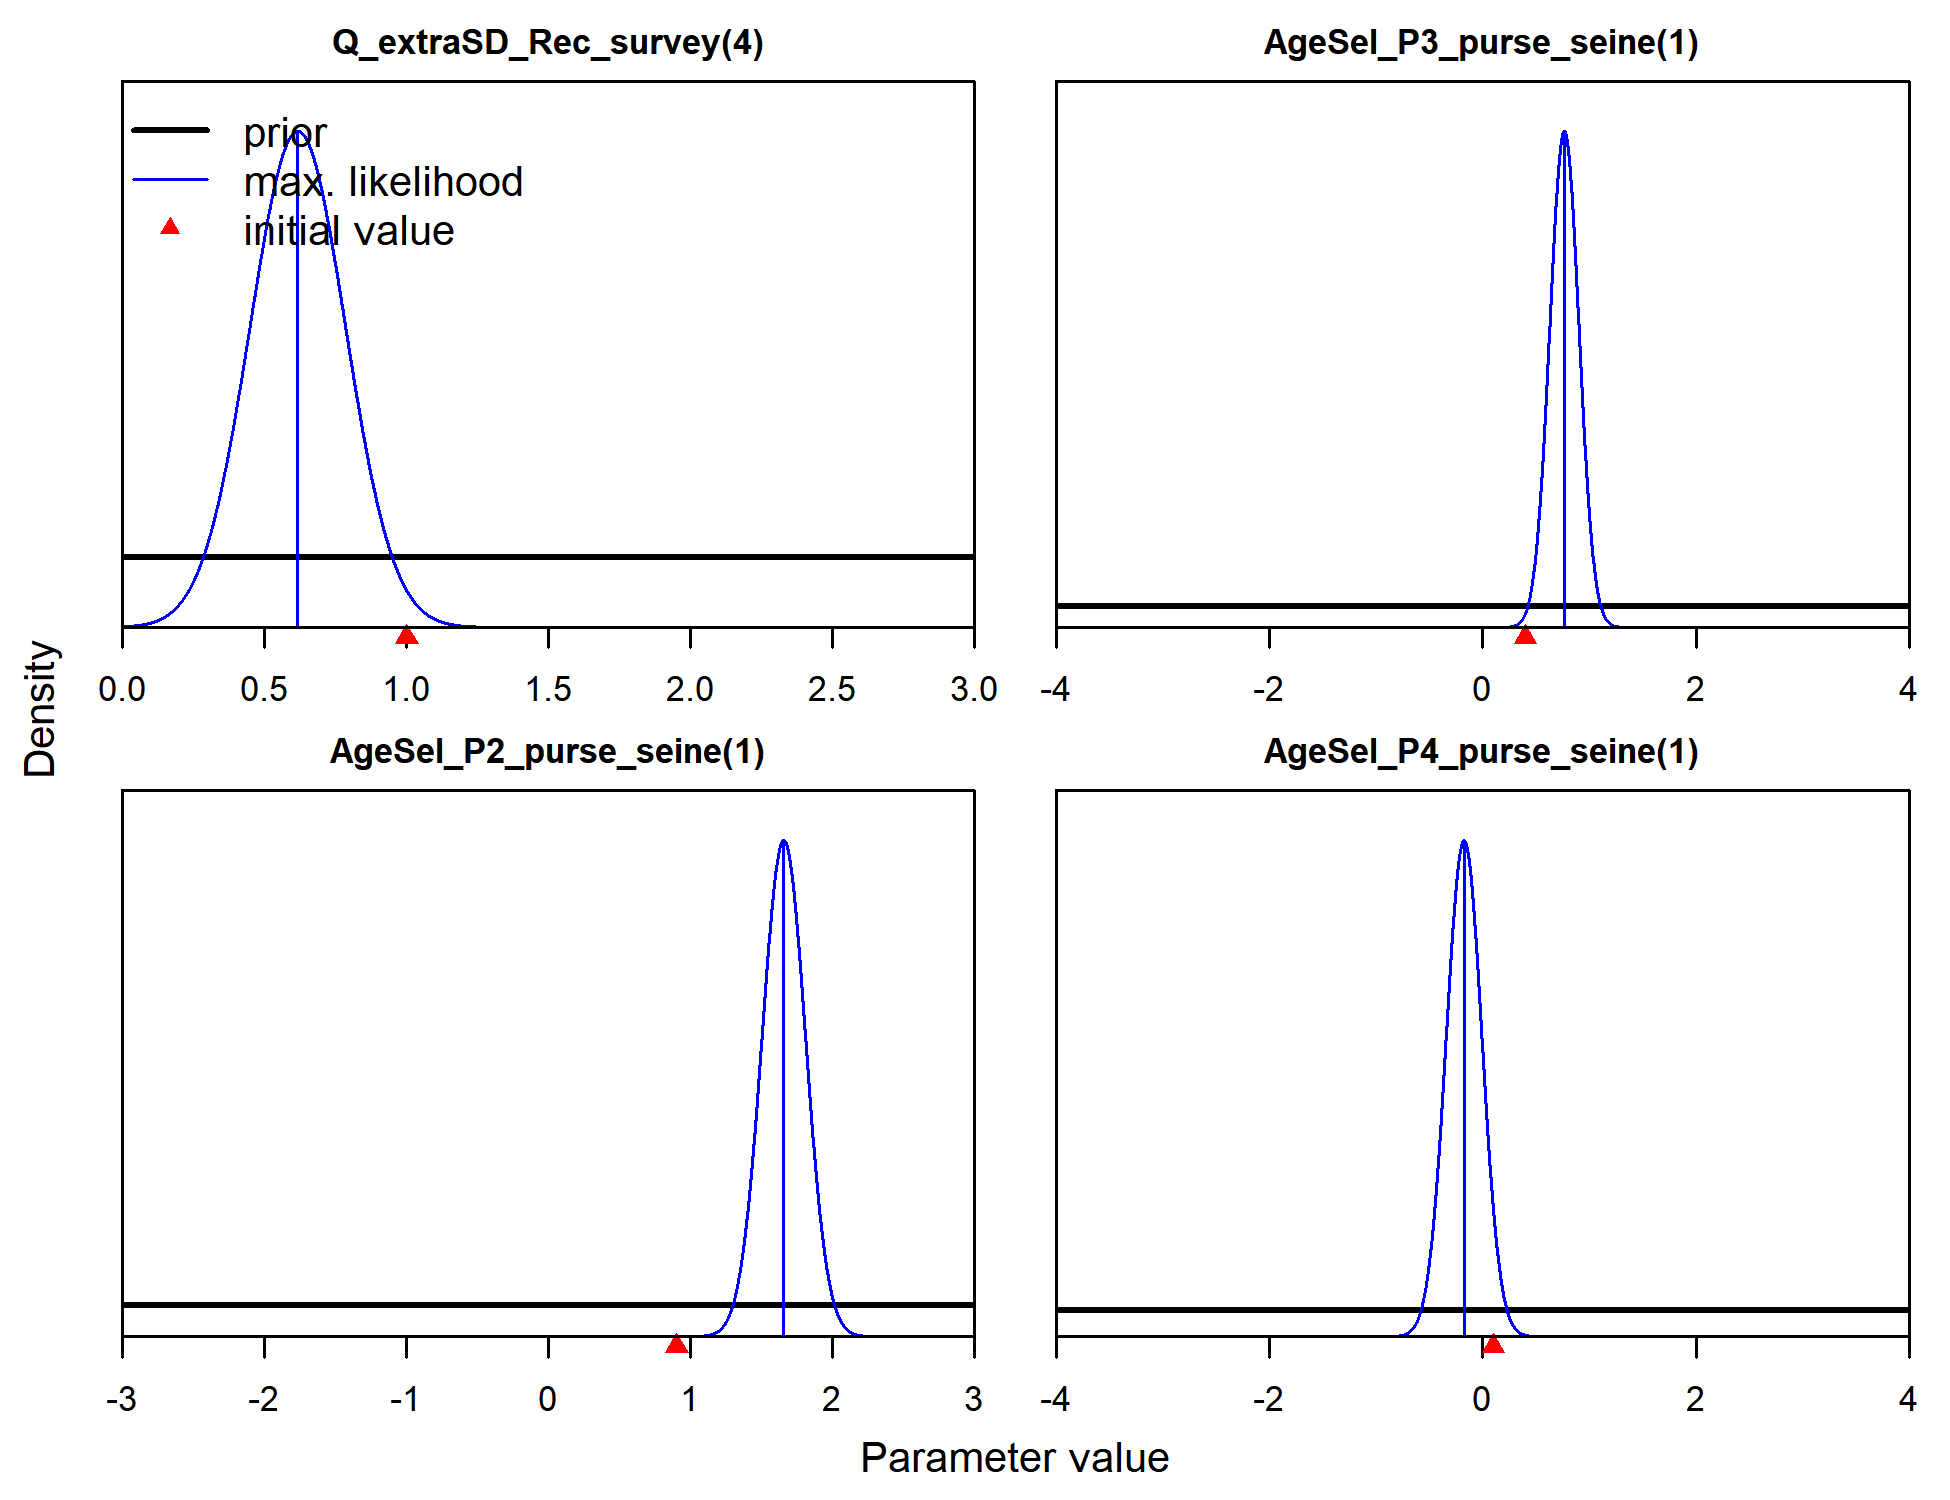 Q_extraSD_Rec_survey(4)
prior
max. likelihood
initial value
0.0 0.5 1.0 1.5 2.0 2.5 3.0
AgeSel_P3_purse_seine(1)
-4 -2 0 2 4
Density
AgeSel_P2_purse_seine(1)
-3 -2 -1 0 1 2 3
AgeSel_P4_purse_seine(1)
-4 -2 0 2 4
Parameter value